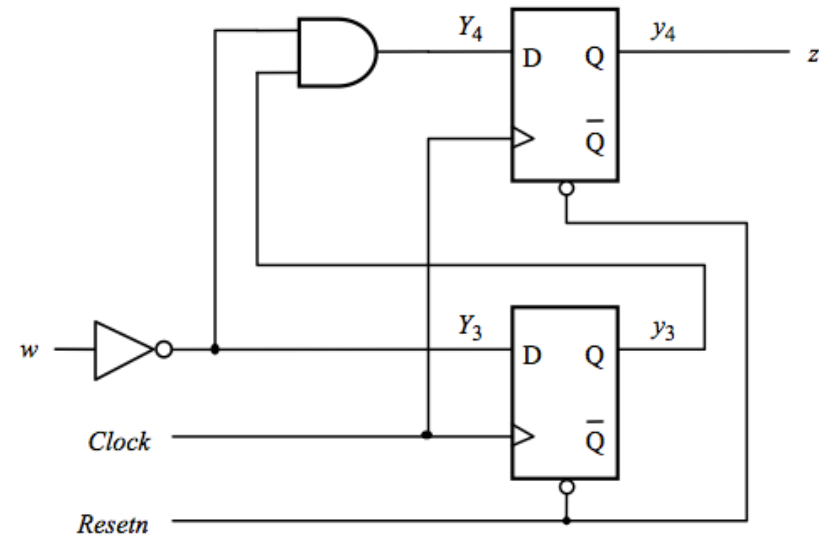 Y4 y4
D Q z
Q̅
w Y3 y3
D Q
Clock Q̅
Resetn